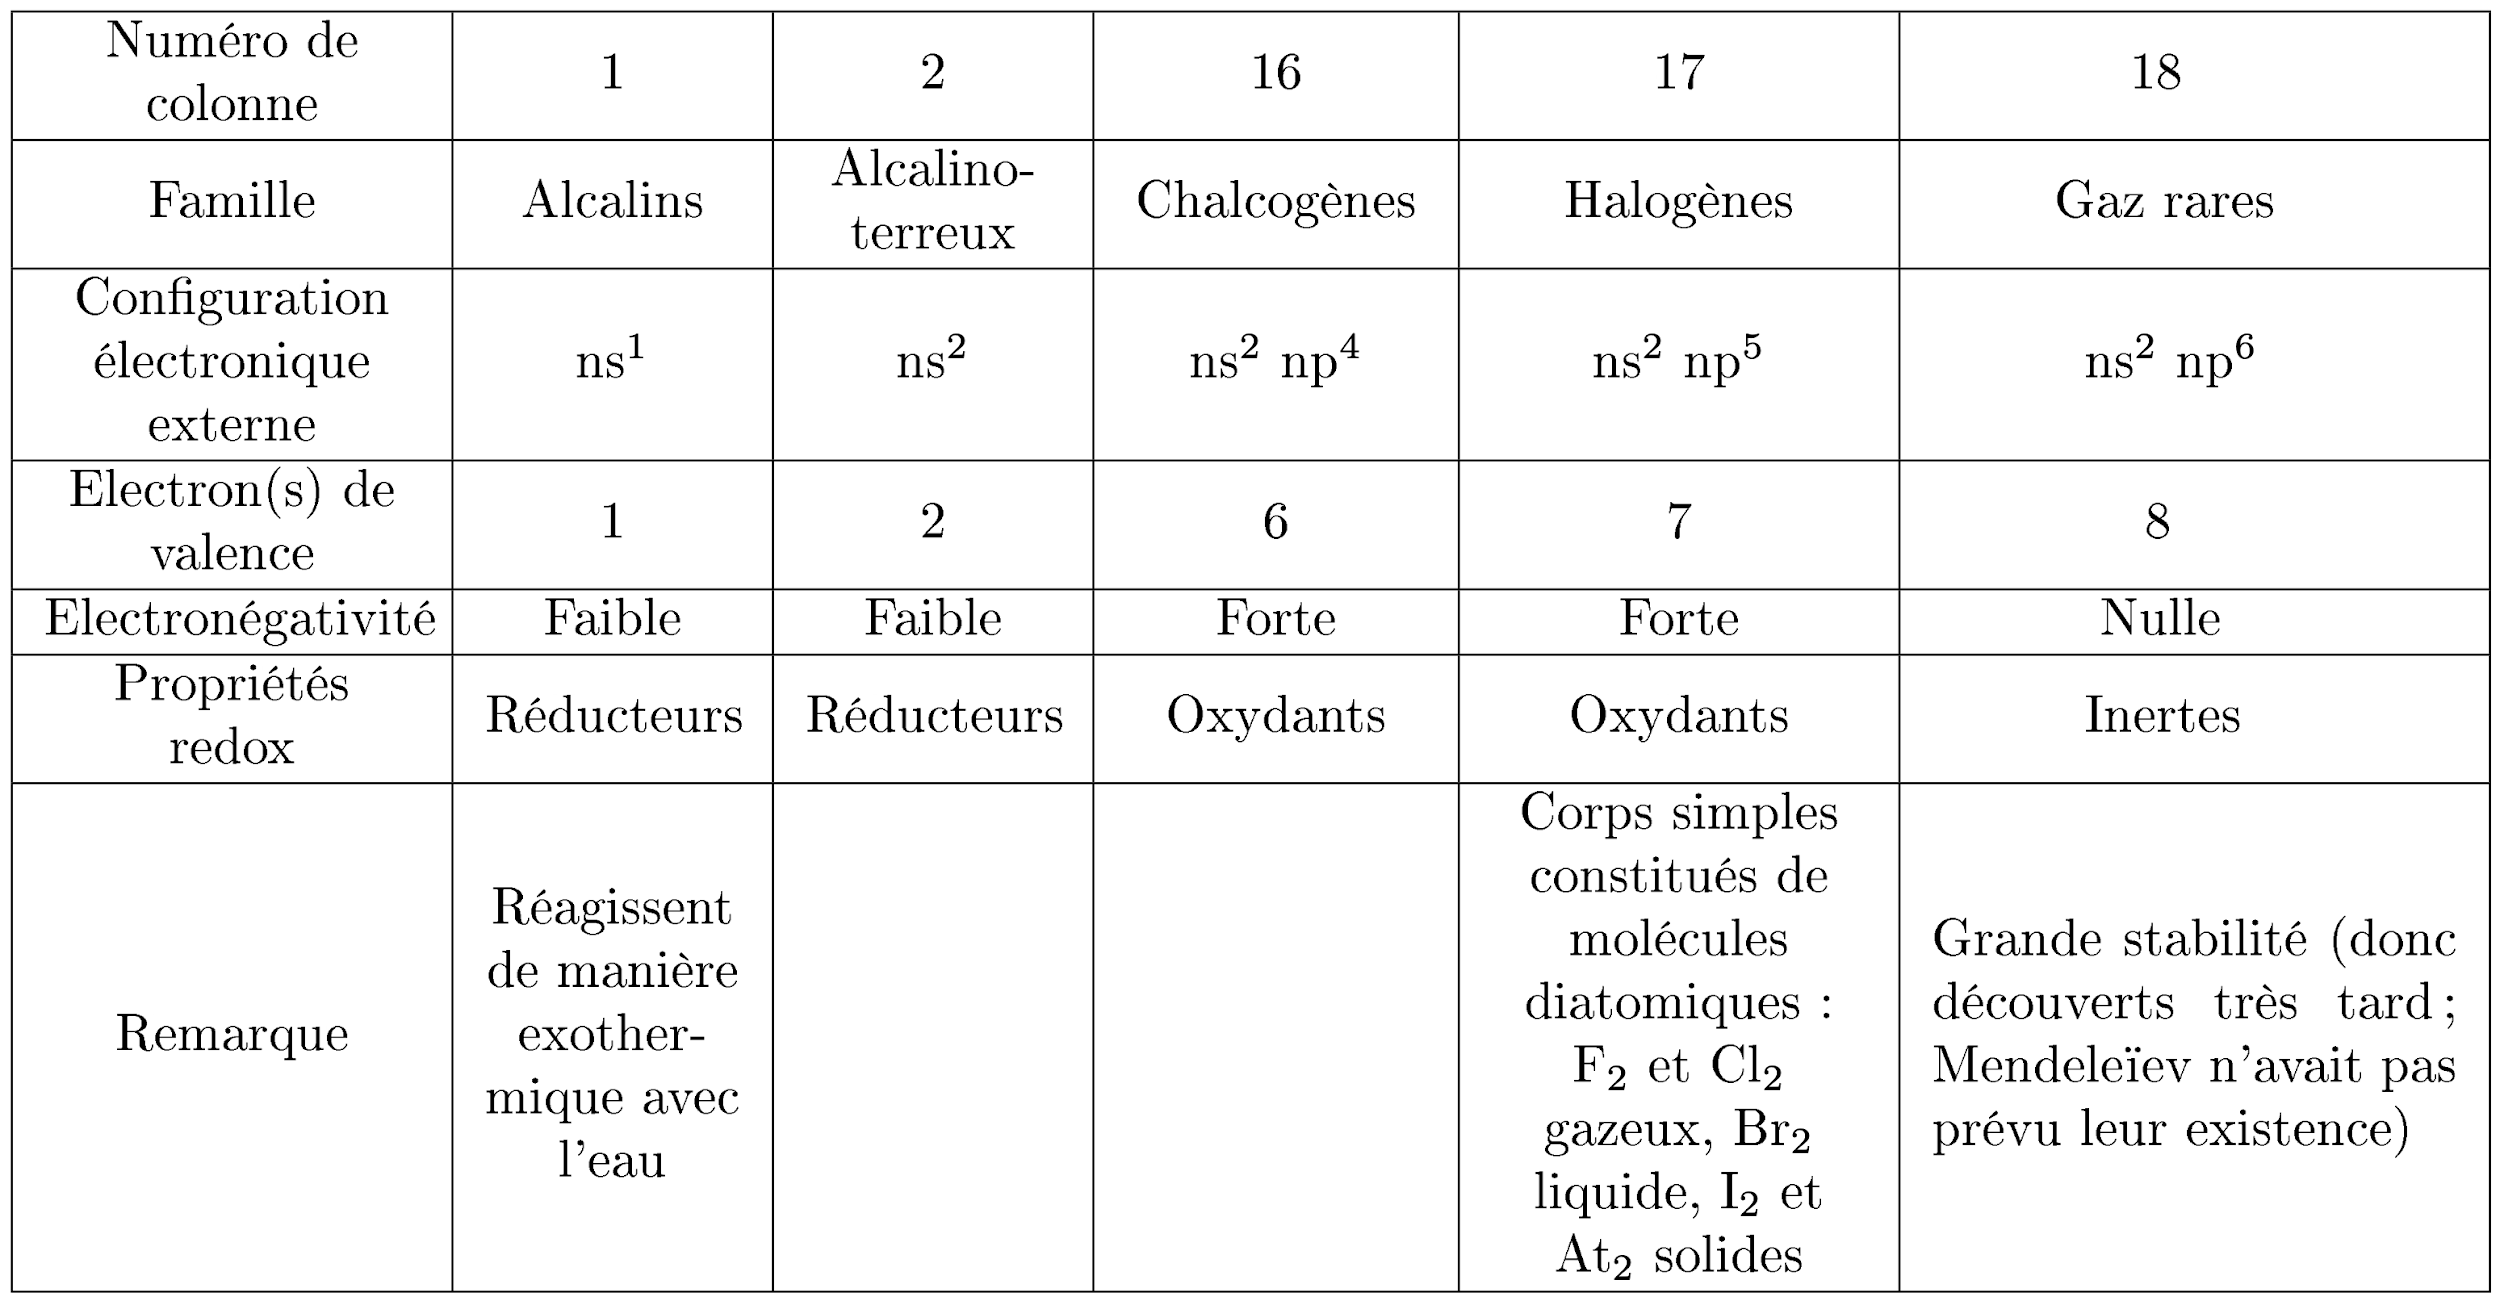 Numéro de
colonne
1
2
16
17
18
Famille
Alcalins
Alcalino-
terreux
Chalcogènes
Halogènes
Gaz rares
Configuration
électronique
externe
ns¹
ns²
ns² np⁴
ns² np⁵
ns² np⁶
Electron(s) de
valence
1
2
6
7
8
Electronégativité
Faible
Faible
Forte
Forte
Nulle
Propriétés
redox
Réducteurs
Réducteurs
Oxydants
Oxydants
Inertes
Remarque
Réagissent
de manière
exother-
mique avec
l'eau
Corps simples
constitués de
molécules
diatomiques :
F₂ et Cl₂
gazeux, Br₂
liquide, I₂ et
At₂ solides
Grande stabilité (donc
découverts très tard ;
Mendeleïev n'avait pas
prévu leur existence)